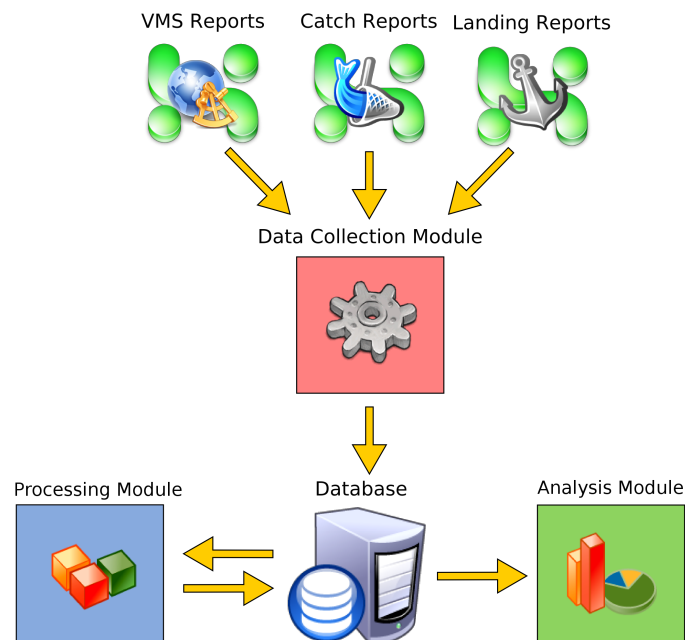 VMS Reports
Catch Reports
Landing Reports
Data Collection Module
Processing Module
Database
Analysis Module